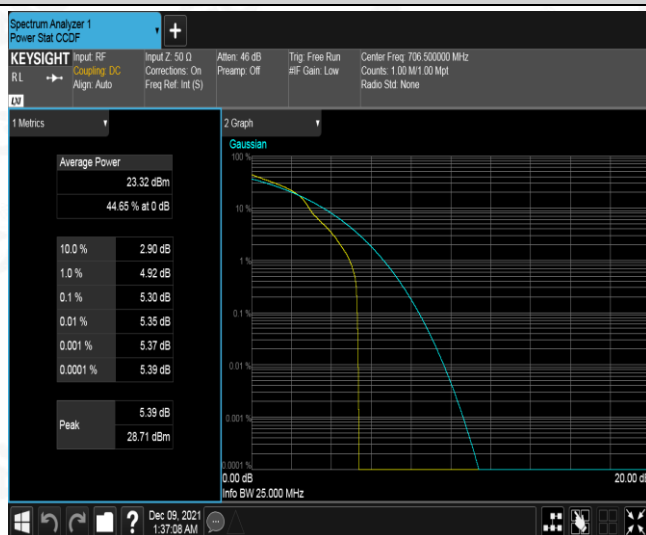 Spectrum Analyzer 1
Power Stat CCDF
+
KEYSIGHT
RL
LXI
Input: RF
Coupling: DC
Align: Auto
Input Z: 50 Ω
Corrections: On
Freq Ref: Int (S)
Atten: 46 dB
Preamp: Off
Trig: Free Run
#IF Gain: Low
Center Freq: 706.500000 MHz
Counts: 1.00 M/1.00 Mpt
Radio Std: None
1 Metrics
Average Power
23.32 dBm
44.65 % at 0 dB
10.0 % 2.90 dB
1.0 % 4.92 dB
0.1 % 5.30 dB
0.01 % 5.35 dB
0.001 % 5.37 dB
0.0001 % 5.39 dB
Peak
5.39 dB
28.71 dBm
2 Graph
Gaussian
100 %
10 %
1 %
0.1 %
0.01 %
0.001 %
0.0001 %
0.00 dB 20.00 dB
Info BW 25.000 MHz
?
Dec 09, 2021
1:37:08 AM